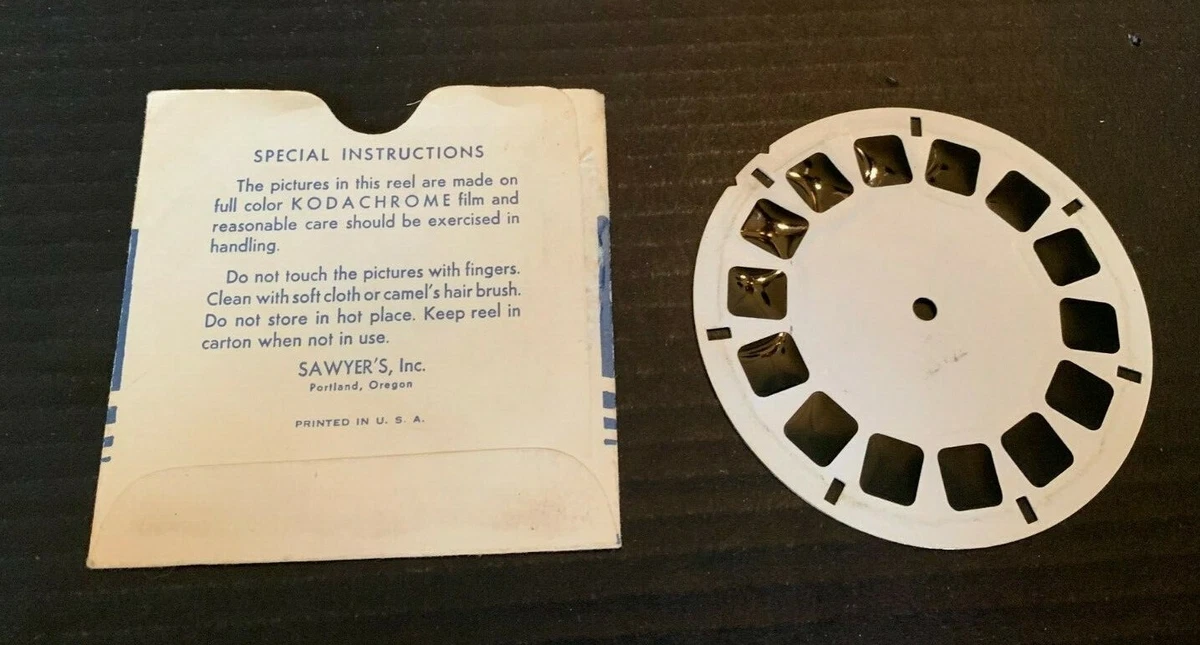 SPECIAL INSTRUCTIONS
The pictures in this reel are made on
full color KODACHROME film and
reasonable care should be exercised in
handling.
Do not touch the pictures with fingers.
Clean with soft cloth or camel's hair brush.
Do not store in hot place. Keep reel in
carton when not in use.
SAWYER'S, Inc.
Portland, Oregon
PRINTED IN U. S. A.